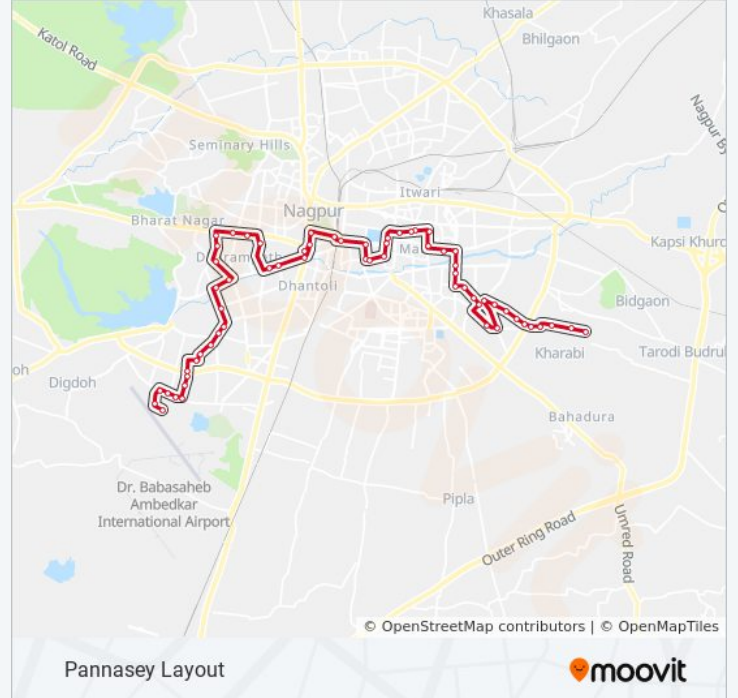 Khasala
Katol Road
Bhilgaon
Nagpur By
Seminary Hills
Itwari
Nagpur
Bharat Nagar
Kapsi Khurd
Dhantoli
Bidgaon
Kharabi
Tarodi Budruk
oh
Digdoh
Bahadura
Dr. Babasaheb
Ambedkar
International Airport
Pipla
Outer Ring Road
Umred Road
© OpenStreetMap contributors | © OpenMapTiles
Pannasey Layout
moovit